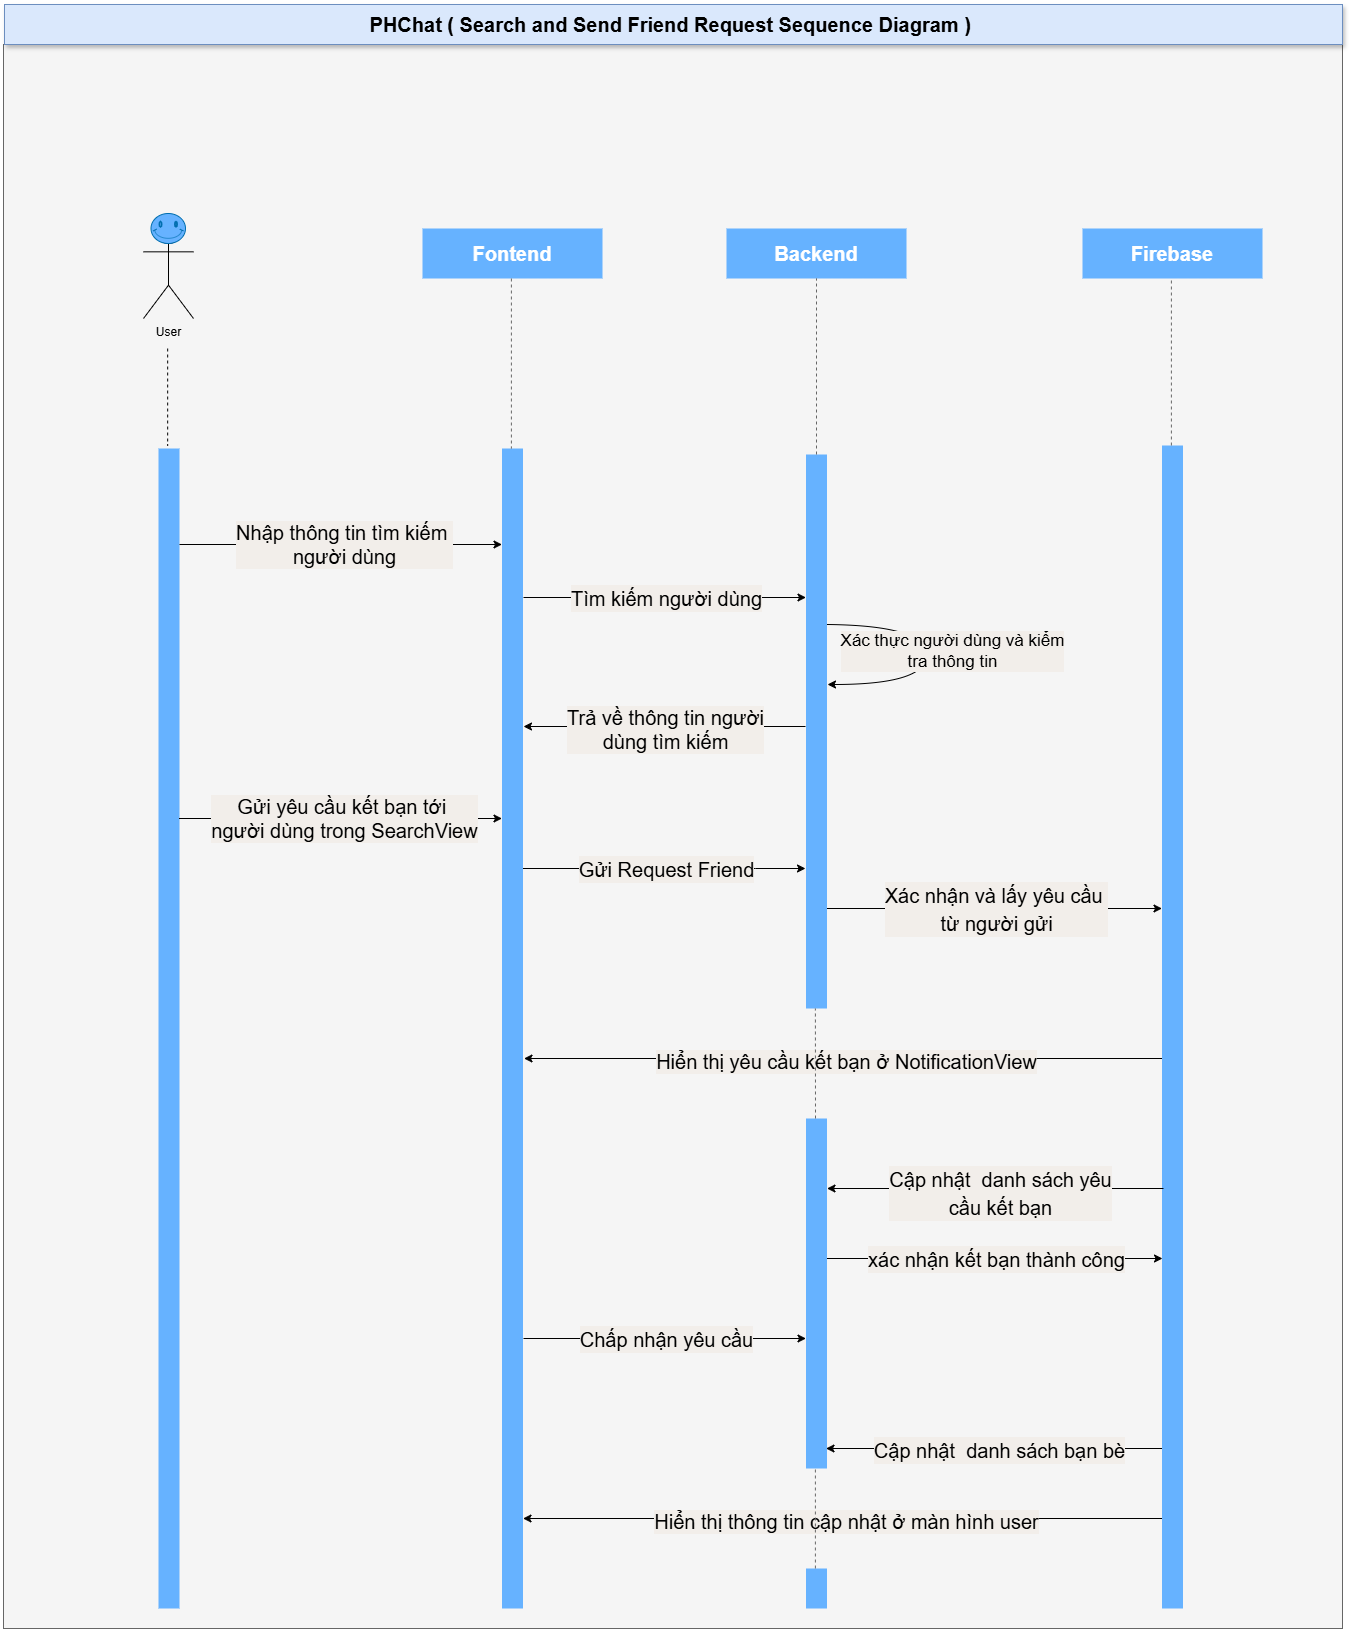 PHChat ( Search and Send Friend Request Sequence Diagram )
User
Fontend
Backend
Firebase
Nhập thông tin tìm kiếm
người dùng
Tìm kiếm người dùng
Xác thực người dùng và kiểm
tra thông tin
Trả về thông tin người
dùng tìm kiếm
Gửi yêu cầu kết bạn tới
người dùng trong SearchView
Gửi Request Friend
Xác nhận và lấy yêu cầu
từ người gửi
Hiển thị yêu cầu kết bạn ở NotificationView
Cập nhật  danh sách yêu
cầu kết bạn
xác nhận kết bạn thành công
Chấp nhận yêu cầu
Cập nhật  danh sách bạn bè
Hiển thị thông tin cập nhật ở màn hình user